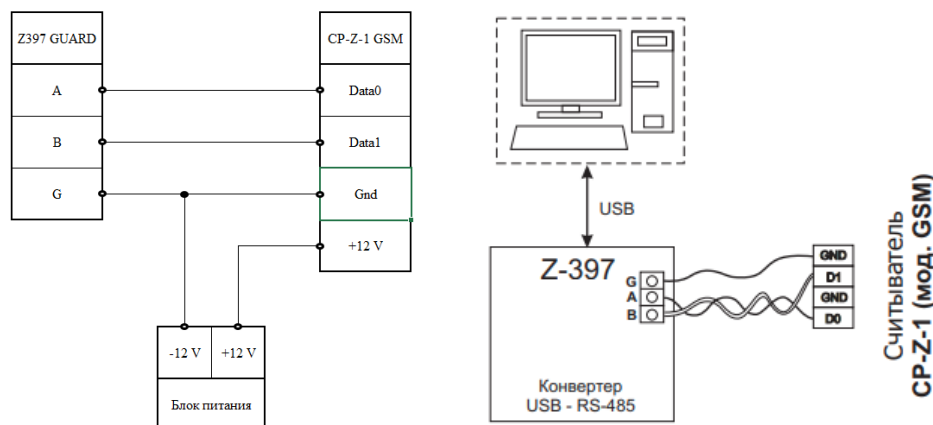 Z397 GUARD
A
B
G
CP-Z-1 GSM
Data0
Data1
Gnd
+12 V
-12 V
+12 V
Блок питания
USB
Z-397
G
A
B
Конвертер
USB - RS-485
GND
D1
GND
D0
Считыватель
CP-Z-1 (мод. GSM)